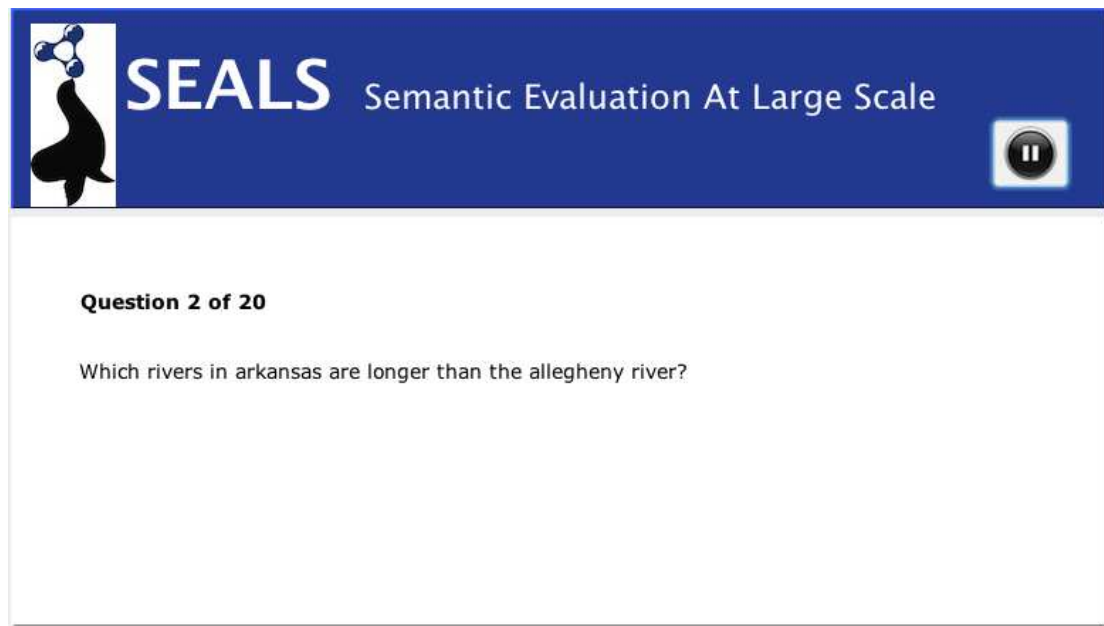 SEALS Semantic Evaluation At Large Scale
Question 2 of 20
Which rivers in arkansas are longer than the allegheny river?